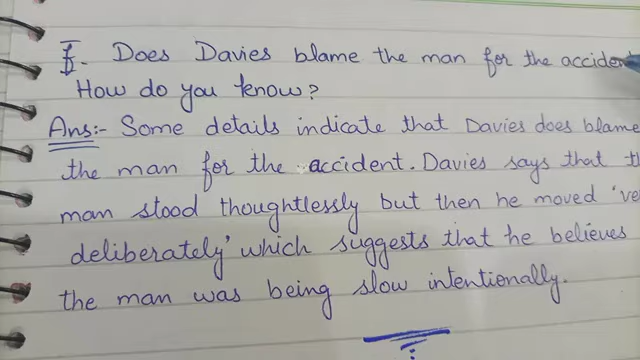 f. Does Davies blame the man for the accident
How do you know?
Ans:- Some details indicate that Davies does blame
the man for the accident. Davies says that th
man stood thoughtlessly but then he moved 've
deliberately' which suggests that he believes
the man was being slow intentionally.